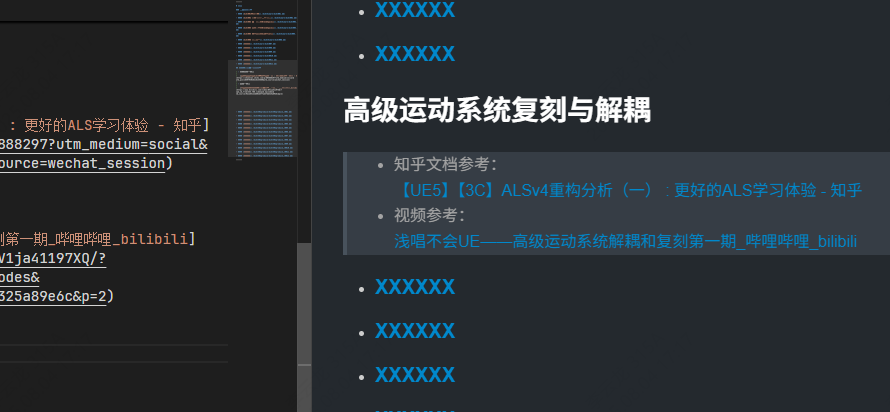 : 更好的ALS学习体验 - 知乎]
888297?utm_medium=social&
ource=wechat_session)
第一期_哔哩哔哩_bilibili]
V1ja41197XQ/?
odes&
325a89e6c&p=2)
XXXXXX
XXXXXX
高级运动系统复刻与解耦
知乎文档参考：
【UE5】【3C】ALSv4重构分析（一） : 更好的ALS学习体验 - 知乎
视频参考：
浅唱不会UE——高级运动系统解耦和复刻第一期_哔哩哔哩_bilibili
XXXXXX
XXXXXX
XXXXXX